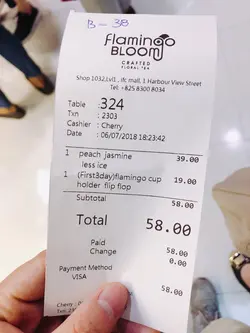 B-38
flamingo
BLOOM
CRAFTED
FLORAL TEA
Shop 1032,Lvl1 , ifc mall, 1 Harbour View Street
Tel. +825 8300 8034
Table :324
Txn : 2303
Cashier : Cherry
Date : 06/07/2018 18:23:42
1 peach jasmine 39.00
less ice
1 (First3day)flamingo cup 19.00
holder flip flop
Subtotal 58.00
Total 58.00
Paid 58.00
Change 0.00
Payment Method
VISA 58.00
Cherry